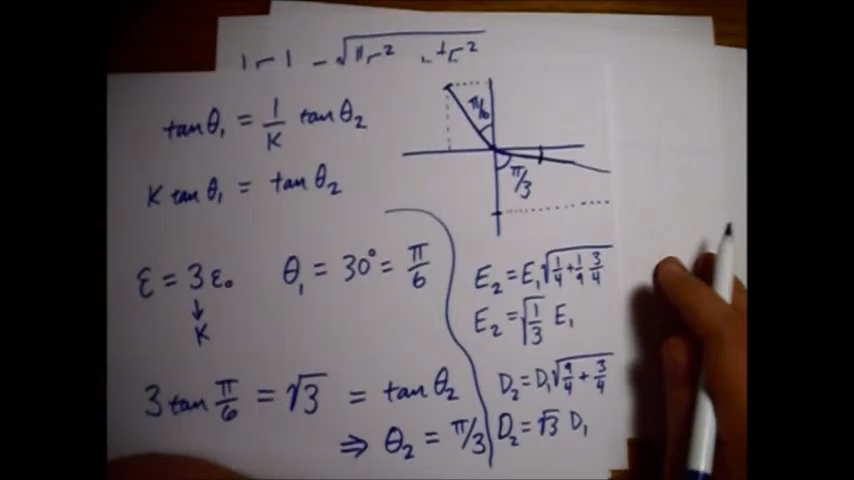 tanθ₁ = 1/K tanθ₂
K tanθ₁ = tanθ₂
ε = 3ε₀
θ₁ = 30° = π/6
↓
K
3 tan π/6 = √3 = tanθ₂
⇒ θ₂ = π/3
π/6
π/3
E₂ = E₁ √(1/4 + 1/9 3/4)
E₂ = √(1/3) E₁
D₂ = D₁ √(9/4 + 3/4)
D₂ = √3 D₁